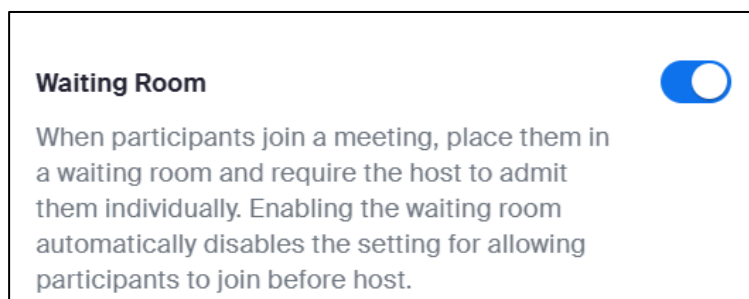 Waiting Room
When participants join a meeting, place them in
a waiting room and require the host to admit
them individually. Enabling the waiting room
automatically disables the setting for allowing
participants to join before host.